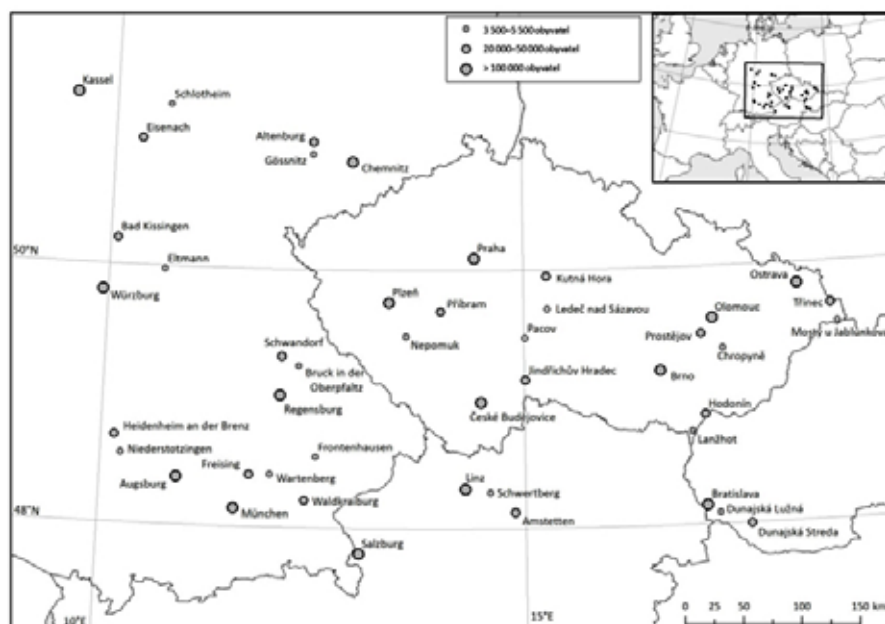 3 500–5 500 obyvatel
20 000–50 000 obyvatel
> 100 000 obyvatel
Kassel
Schlotheim
Eisenach
Altenburg
Gössnitz
Chemnitz
Bad Kissingen
50°N
Eltmann
Praha
Kutná Hora
Ostrava
Würzburg
Plzeň
Příbram
Ledeč nad Sázavou
Olomouc
Třinec
Mosty u Jablunkova
Nepomuk
Pacov
Prostějov
Chropyně
Schwandorf
Bruck in der
Oberpfaltz
Jindřichův Hradec
Brno
Regensburg
České Budějovice
Hodonín
Heidenheim an der Brenz
Lanžhot
Niederstotzingen
Frontenhausen
Freising
Wartenberg
Augsburg
Linz
Schwertberg
Waldkraiburg
Bratislava
Dunajská Lužná
48°N
München
Amstetten
Dunajská Streda
Salzburg
10°E
15°E
0 25 50 100 150 km